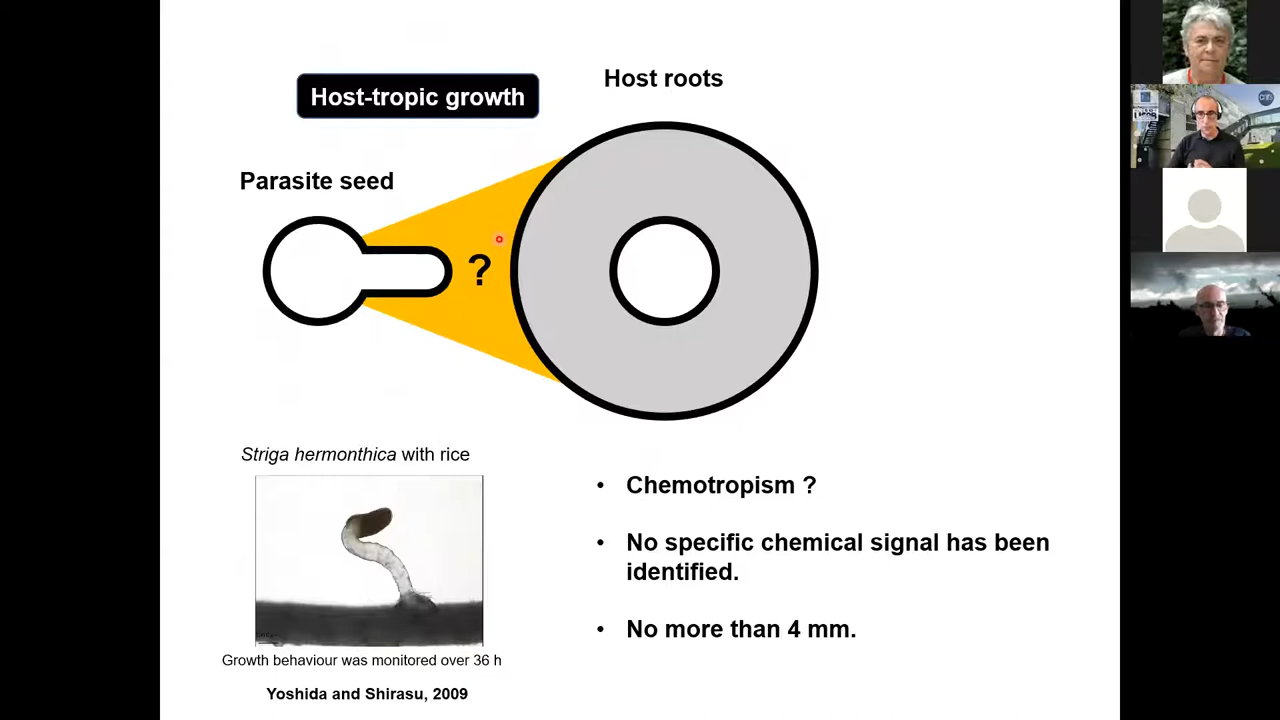 Host-tropic growth
Host roots
Parasite seed
?
Striga hermonthica with rice
Growth behaviour was monitored over 36 h
Yoshida and Shirasu, 2009
• Chemotropism ?
• No specific chemical signal has been
identified.
• No more than 4 mm.